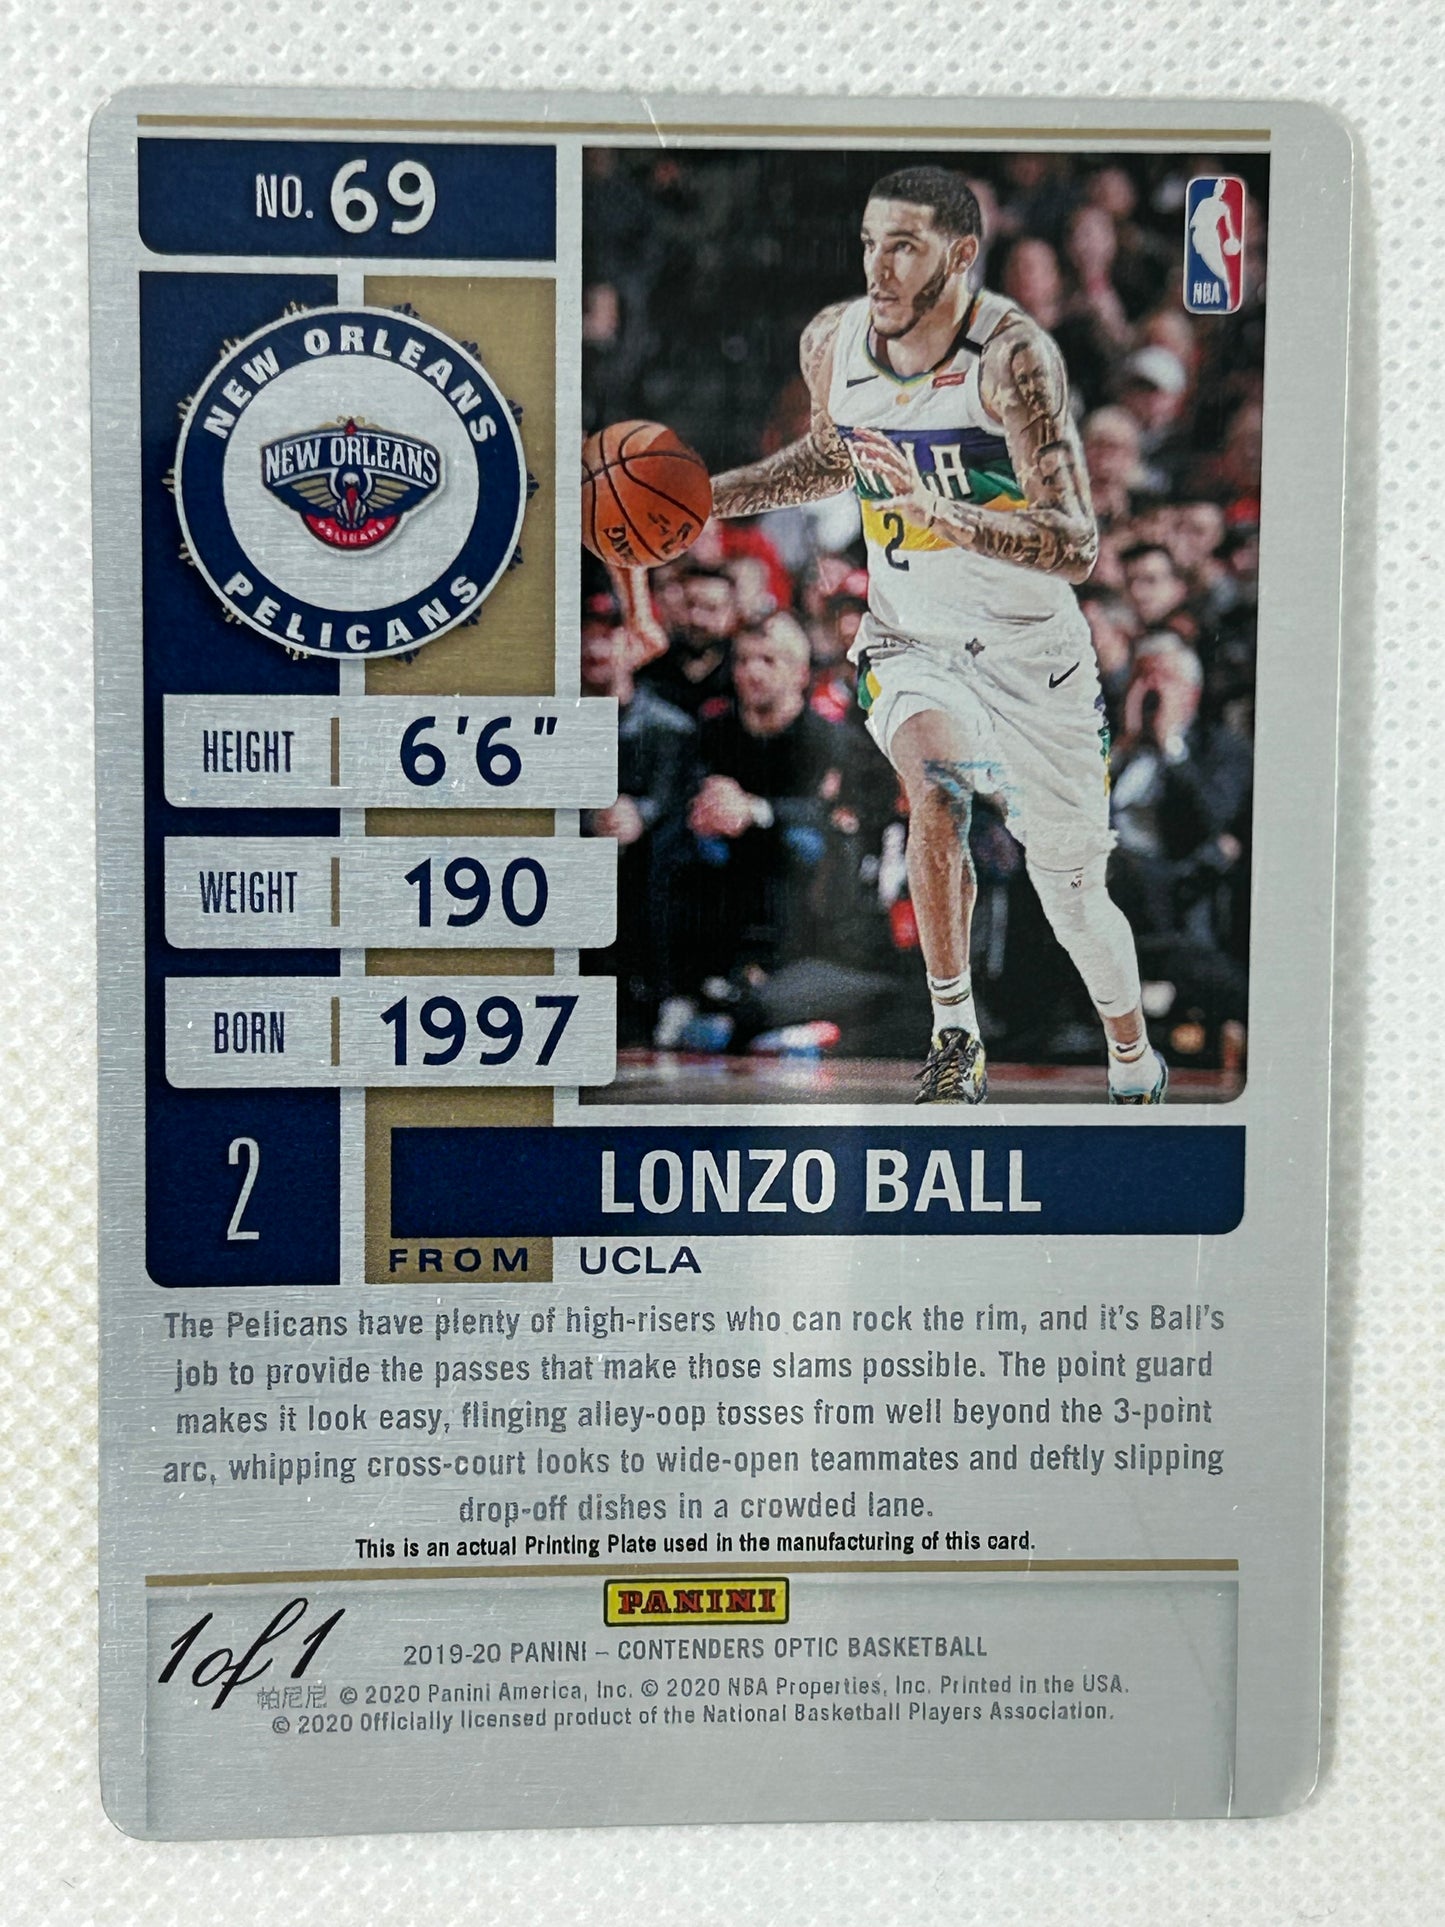 NO. 69
NBA
NEW ORLEANS
NEW ORLEANS
PELICANS
PELICANS
2
HEIGHT 6'6"
WEIGHT 190
BORN 1997
2
LONZO BALL
FROM UCLA
The Pelicans have plenty of high-risers who can rock the rim, and it's Ball's
job to provide the passes that make those slams possible. The point guard
makes it look easy, flinging alley-oop tosses from well beyond the 3-point
arc, whipping cross-court looks to wide-open teammates and deftly slipping
drop-off dishes in a crowded lane.
This is an actual Printing Plate used in the manufacturing of this card.
PANINI
1 of 1
2019-20 PANINI – CONTENDERS OPTIC BASKETBALL
帕尼尼 © 2020 Panini America, Inc. © 2020 NBA Properties, Inc. Printed in the USA.
© 2020 Officially licensed product of the National Basketball Players Association.